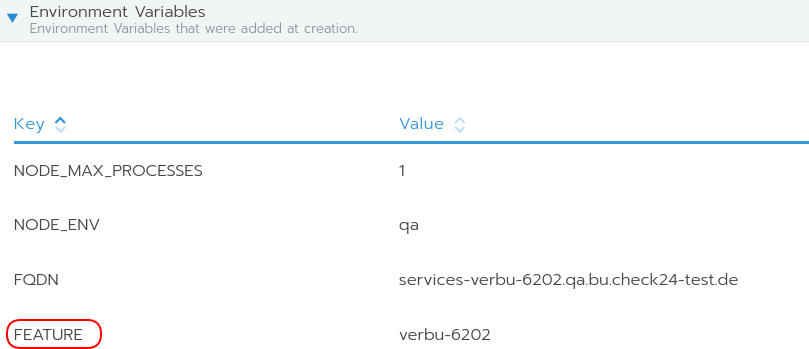 Environment Variables
Environment Variables that were added at creation.
Key Value
NODE_MAX_PROCESSES 1
NODE_ENV qa
FQDN services-verbu-6202.qa.bu.check24-test.de
FEATURE verbu-6202